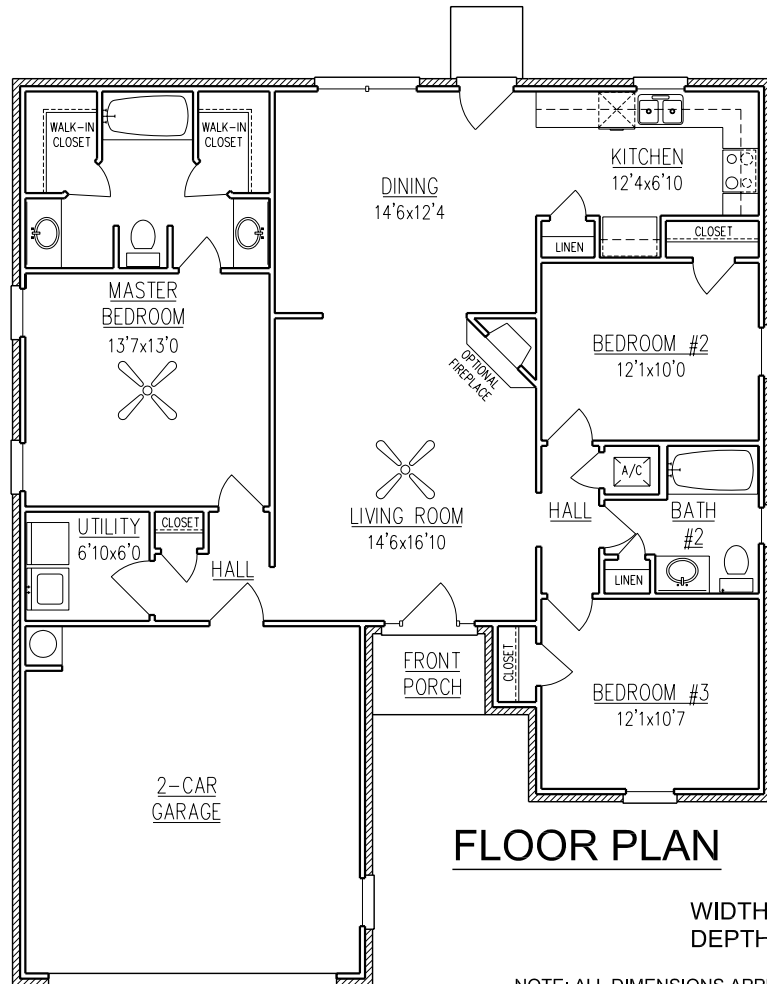 WALK-IN
CLOSET
WALK-IN
CLOSET
DINING
14'6x12'4
KITCHEN
12'4x6'10
LINEN
CLOSET
MASTER
BEDROOM
13'7x13'0
BEDROOM #2
12'1x10'0
OPTIONAL
FIREPLACE
A/C
UTILITY
6'10x6'0
CLOSET
HALL
LIVING ROOM
14'6x16'10
HALL
BATH
#2
LINEN
FRONT
PORCH
CLOSET
BEDROOM #3
12'1x10'7
2-CAR
GARAGE
FLOOR PLAN
WIDTH
DEPTH
NOTE: ALL DIMENSIONS